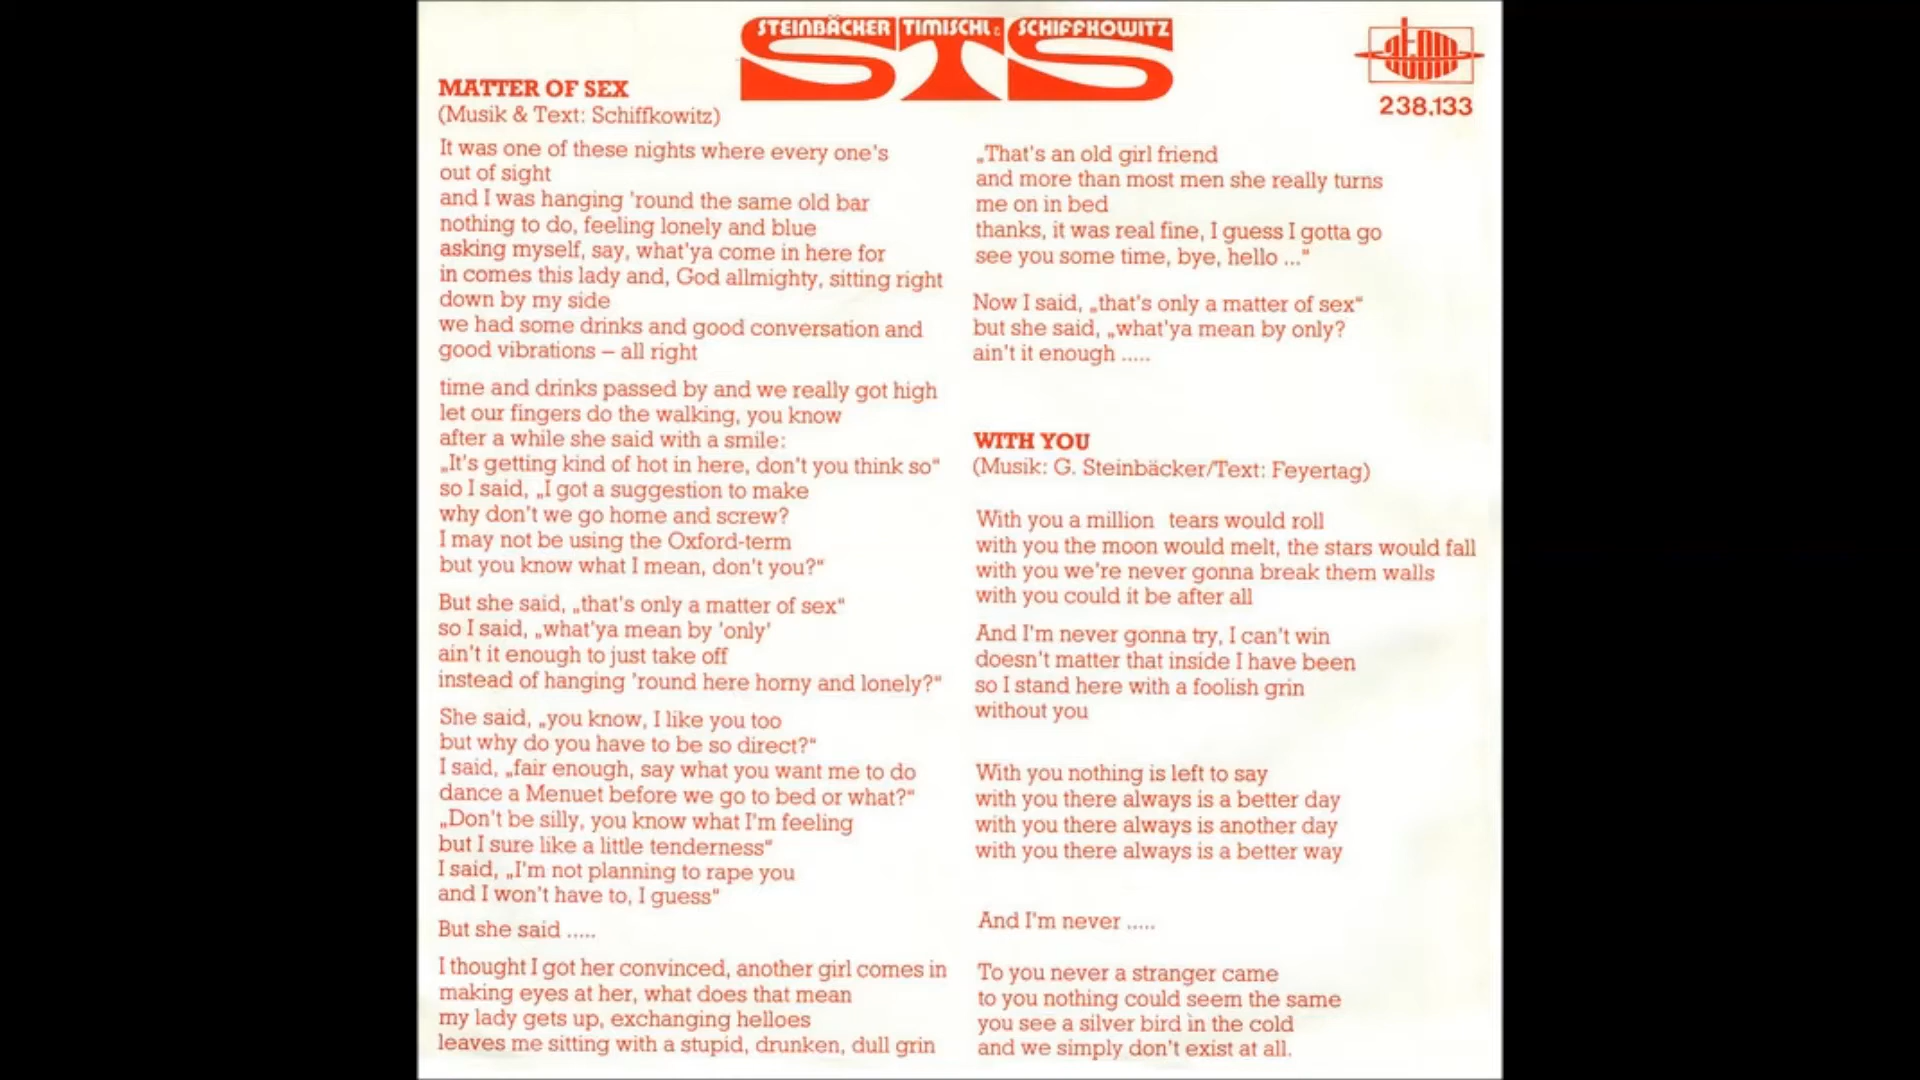 STEINBÄCKER TIMISCHL & SCHIFFKOWITZ
STS
atom
audio
238.133
MATTER OF SEX
(Musik & Text: Schiffkowitz)
It was one of these nights where every one's
out of sight
and I was hanging 'round the same old bar
nothing to do, feeling lonely and blue
asking myself, say, what'ya come in here for
in comes this lady and, God allmighty, sitting right
down by my side
we had some drinks and good conversation and
good vibrations – all right
time and drinks passed by and we really got high
let our fingers do the walking, you know
after a while she said with a smile:
„It's getting kind of hot in here, don't you think so“
so I said, „I got a suggestion to make
why don't we go home and screw?
I may not be using the Oxford-term
but you know what I mean, don't you?“
But she said, „that's only a matter of sex“
so I said, „what'ya mean by 'only'
ain't it enough to just take off
instead of hanging 'round here horny and lonely?“
She said, „you know, I like you too
but why do you have to be so direct?“
I said, „fair enough, say what you want me to do
dance a Menuet before we go to bed or what?“
„Don't be silly, you know what I'm feeling
but I sure like a little tenderness“
I said, „I'm not planning to rape you
and I won't have to, I guess“
But she said .....
I thought I got her convinced, another girl comes in
making eyes at her, what does that mean
my lady gets up, exchanging helloes
leaves me sitting with a stupid, drunken, dull grin
„That's an old girl friend
and more than most men she really turns
me on in bed
thanks, it was real fine, I guess I gotta go
see you some time, bye, hello ...“
Now I said, „that's only a matter of sex“
but she said, „what'ya mean by only?
ain't it enough .....
WITH YOU
(Musik: G. Steinbäcker/Text: Feyertag)
With you a million tears would roll
with you the moon would melt, the stars would fall
with you we're never gonna break them walls
with you could it be after all
And I'm never gonna try, I can't win
doesn't matter that inside I have been
so I stand here with a foolish grin
without you
With you nothing is left to say
with you there always is a better day
with you there always is another day
with you there always is a better way
And I'm never .....
To you never a stranger came
to you nothing could seem the same
you see a silver bird in the cold
and we simply don't exist at all.